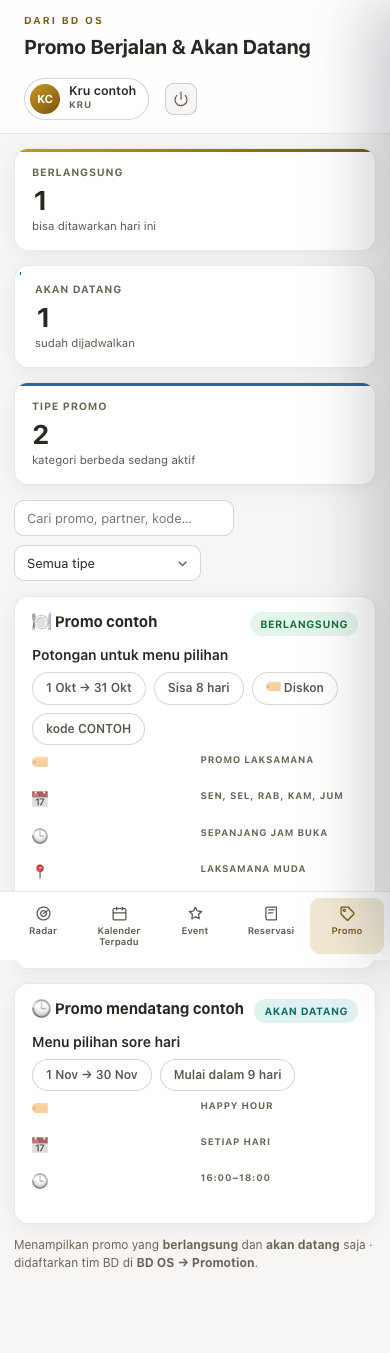 DARI BD OS
Promo Berjalan & Akan Datang
KC
Kru contoh
KRU
BERLANGSUNG
1
bisa ditawarkan hari ini
AKAN DATANG
1
sudah dijadwalkan
TIPE PROMO
2
kategori berbeda sedang aktif
Cari promo, partner, kode...
Semua tipe
Promo contoh
BERLANGSUNG
Potongan untuk menu pilihan
1 Okt → 31 Okt
Sisa 8 hari
Diskon
kode CONTOH
PROMO LAKSAMANA
SEN, SEL, RAB, KAM, JUM
SEPANJANG JAM BUKA
LAKSAMANA MUDA
Radar
Kalender
Terpadu
Event
Reservasi
Promo
Promo mendatang contoh
AKAN DATANG
Menu pilihan sore hari
1 Nov → 30 Nov
Mulai dalam 9 hari
HAPPY HOUR
SETIAP HARI
16:00–18:00
Menampilkan promo yang berlangsung dan akan datang saja ·
didaftarkan tim BD di BD OS → Promotion.